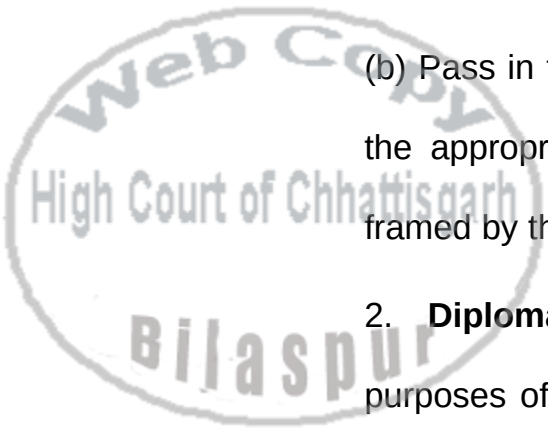 Web Copy
High Court of Chhattisgarh
Bilaspur
(b) Pass in
the appropr
framed by th
2. Diploma
purposes of